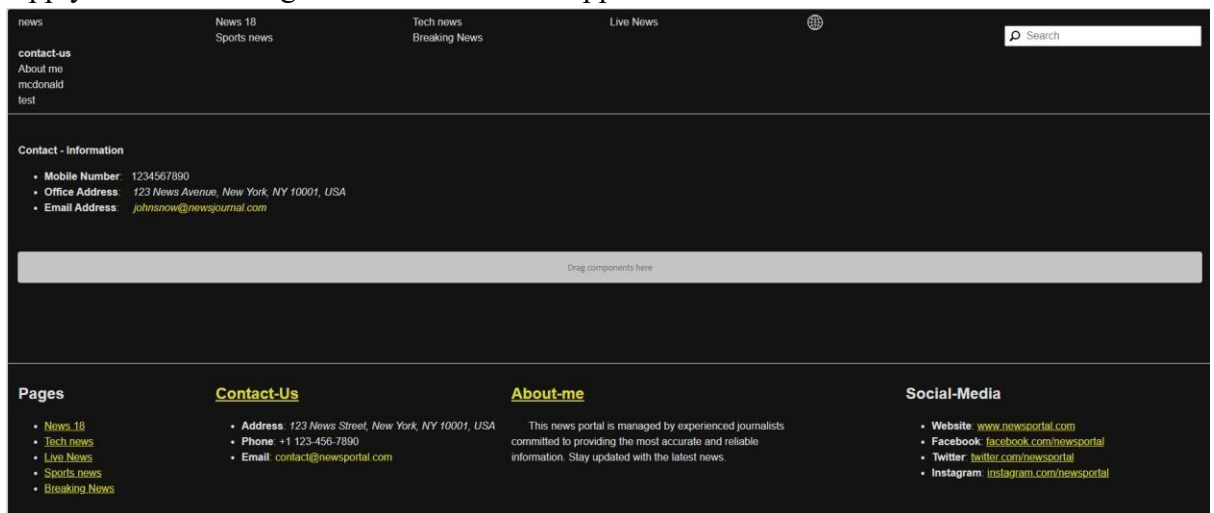 news
News 18
Tech news
Live News
Sports news
Breaking News
Search
contact-us
About me
mcdonald
test
Contact - Information
• Mobile Number: 1234567890
• Office Address: 123 News Avenue, New York, NY 10001, USA
• Email Address: johnsnow@newsjournal.com
Drag components here
Pages
• News 18
• Tech news
• Live News
• Sports news
• Breaking News
Contact-Us
• Address: 123 News Street, New York, NY 10001, USA
• Phone: +1 123-456-7890
• Email: contact@newsportal.com
About-me
This news portal is managed by experienced journalists
committed to providing the most accurate and reliable
information. Stay updated with the latest news.
Social-Media
• Website: www.newsportal.com
• Facebook: facebook.com/newsportal
• Twitter: twitter.com/newsportal
• Instagram: instagram.com/newsportal